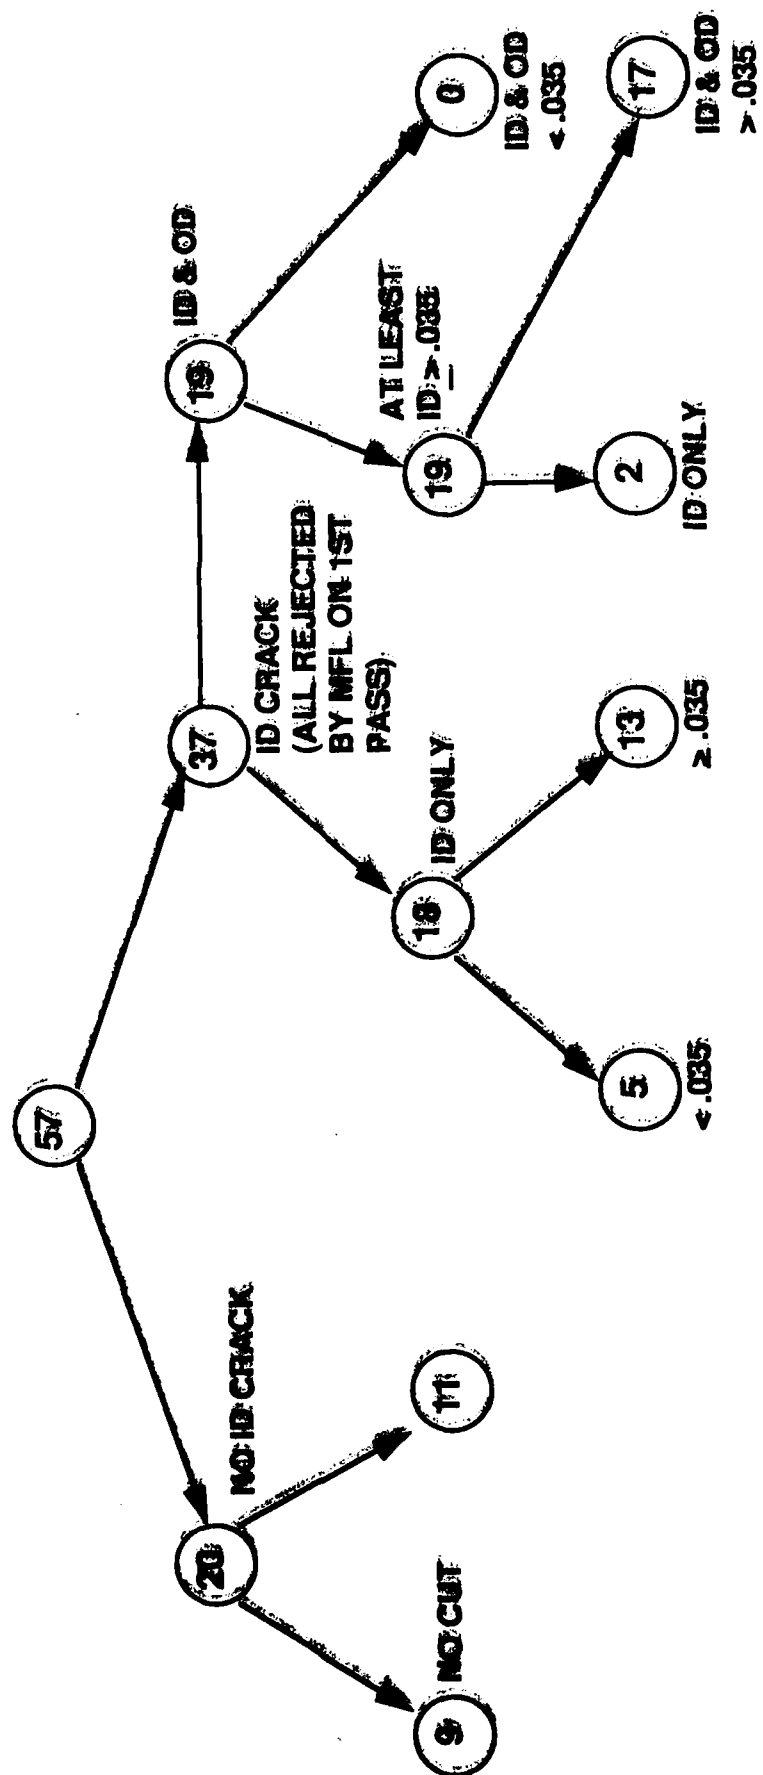 57
20
NO ID CRACK
37
ID CRACK
(ALL REJECTED
BY MFL ON 1ST
PASS)
19
ID & OD
9
NO CUT
11
18
ID ONLY
19
AT LEAST
ID > .035
0
ID & OD
< .035
5
< .035
13
≥ .035
2
ID ONLY
17
ID & OD
> .035